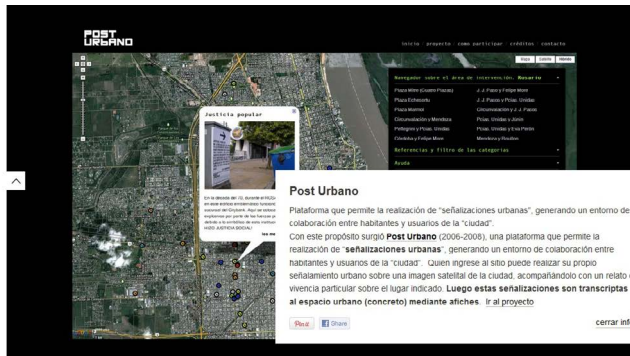 POST
URBANO
inicio proyecto como participar créditos contacto
Mapa Satélite Híbrido
Navegador sobre el área de intervención. Rosario
Plaza Mitre (Cuatro Plazas) J. J. Paso y Felipe More
Plaza Echesortu J. J. Paso y Pcias. Unidas
Circunvalación y J. J. Paso
Circunvalación y Mendoza Pcias. Unidas y Junín
Pellegrini y Pcias. Unidas Pcias. Unidas y Eva Perón
Córdoba y Felipe More
Referencias y filtro de las categorías
Ayuda
Justicia popular
Post Urbano
Plataforma que permite la realización de "señalizaciones urbanas", generando un entorno de
colaboración entre habitantes y usuarios de la "ciudad".
Con este propósito surgió Post Urbano (2006-2008), una plataforma que permite la
realización de "señalizaciones urbanas", generando un entorno de colaboración entre
habitantes y usuarios de la "ciudad". Quien ingrese al sitio puede realizar su propio
señalamiento urbano sobre una imagen satelital de la ciudad, acompañándolo con un relato
vivencia particular sobre el lugar indicado. Luego estas señalizaciones son transcriptas
al espacio urbano (concreto) mediante afiches. Ir al proyecto
Pin it Share
cerrar inf